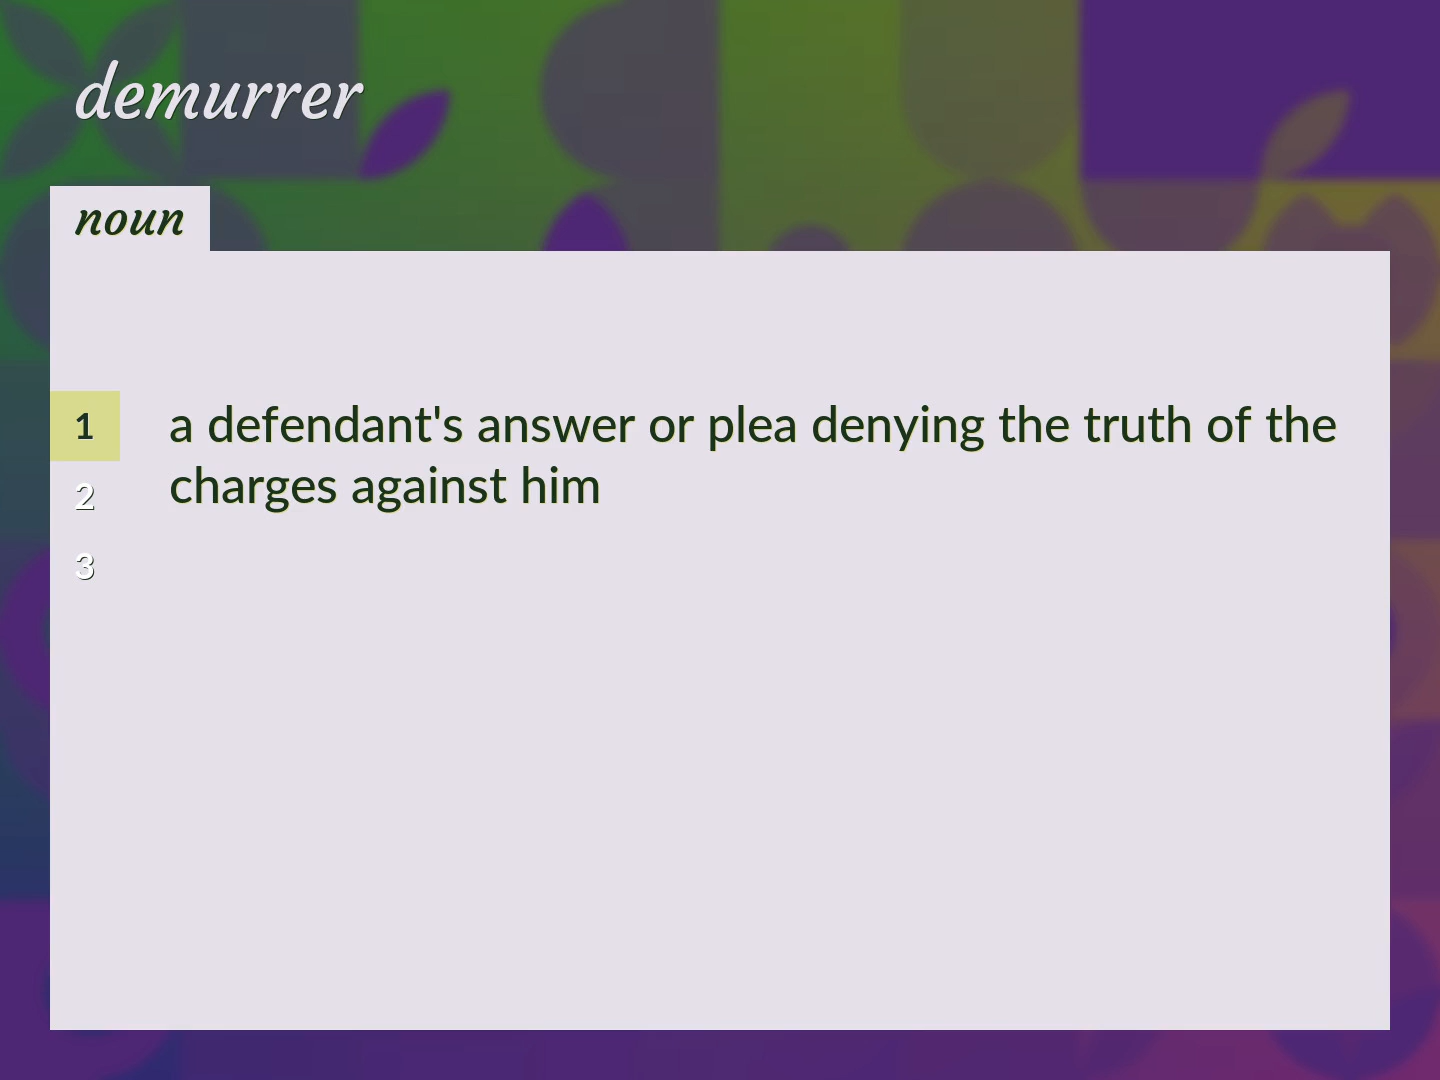 demurrer
noun
1
a defendant's answer or plea denying the truth of the
charges against him
2
3